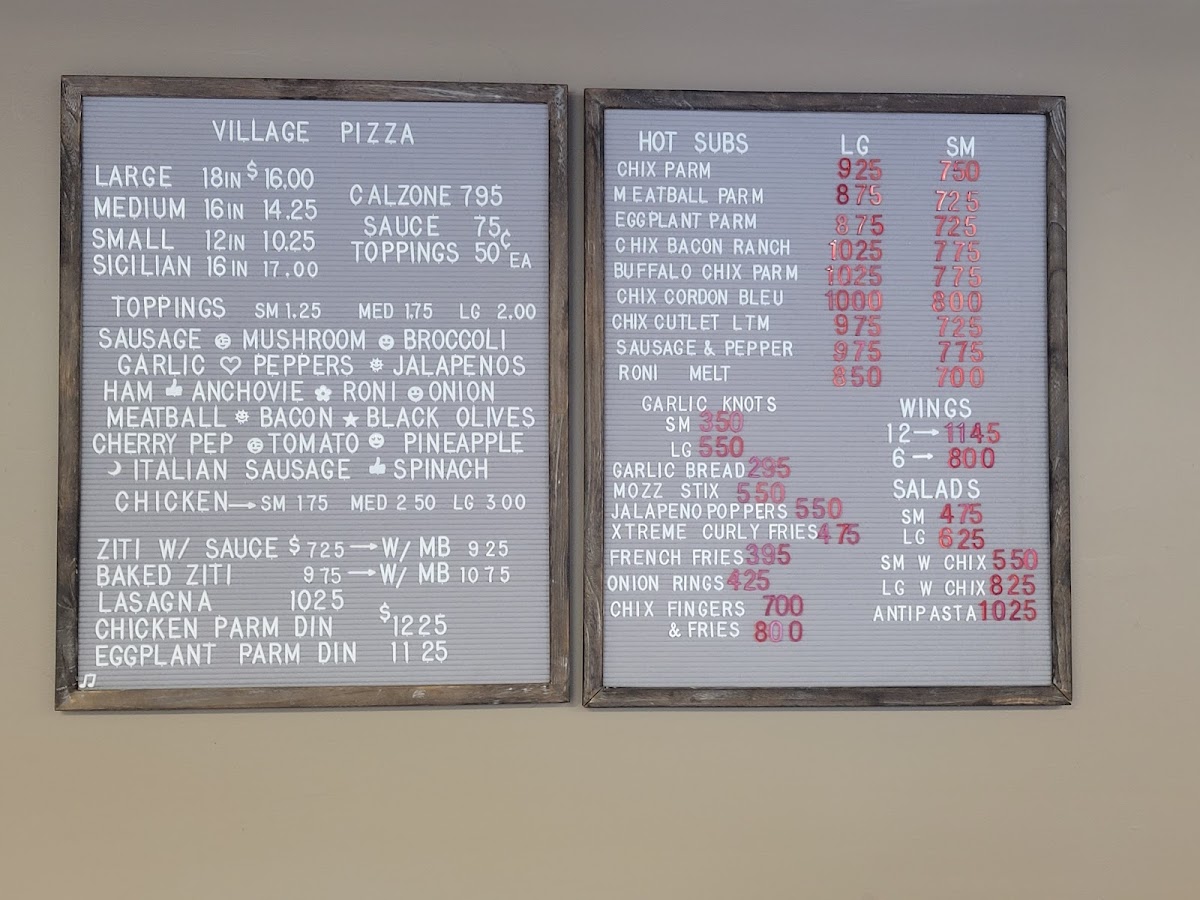 VILLAGE PIZZA
LARGE 18IN $16.00
MEDIUM 16IN 14.25
SMALL 12IN 10.25
SICILIAN 16IN 17.00
CALZONE 795
SAUCE 75¢
TOPPINGS 50 EA
TOPPINGS SM 1.25 MED 1.75 LG 2.00
SAUSAGE MUSHROOM BROCCOLI
GARLIC PEPPERS JALAPENOS
HAM ANCHOVIE RONI ONION
MEATBALL BACON BLACK OLIVES
CHERRY PEP TOMATO PINEAPPLE
ITALIAN SAUSAGE SPINACH
CHICKEN→SM 175 MED 2 50 LG 3 00
ZITI W/ SAUCE $725→W/ MB 925
BAKED ZITI 975→W/ MB 1075
LASAGNA 1025
CHICKEN PARM DIN $1225
EGGPLANT PARM DIN 11 25
HOT SUBS LG SM
CHIX PARM 925 750
MEATBALL PARM 875 725
EGGPLANT PARM 875 725
CHIX BACON RANCH 1025 775
BUFFALO CHIX PARM 1025 775
CHIX CORDON BLEU 1000 800
CHIX CUTLET LTM 975 725
SAUSAGE & PEPPER 975 775
RONI MELT 850 700
GARLIC KNOTS
SM 350
LG 550
GARLIC BREAD 295
MOZZ STIX 550
JALAPENO POPPERS 550
XTREME CURLY FRIES 475
FRENCH FRIES 395
ONION RINGS 425
CHIX FINGERS 700
& FRIES 800
WINGS
12→1145
6→800
SALADS
SM 475
LG 625
SM W CHIX 550
LG W CHIX 825
ANTIPASTA 1025